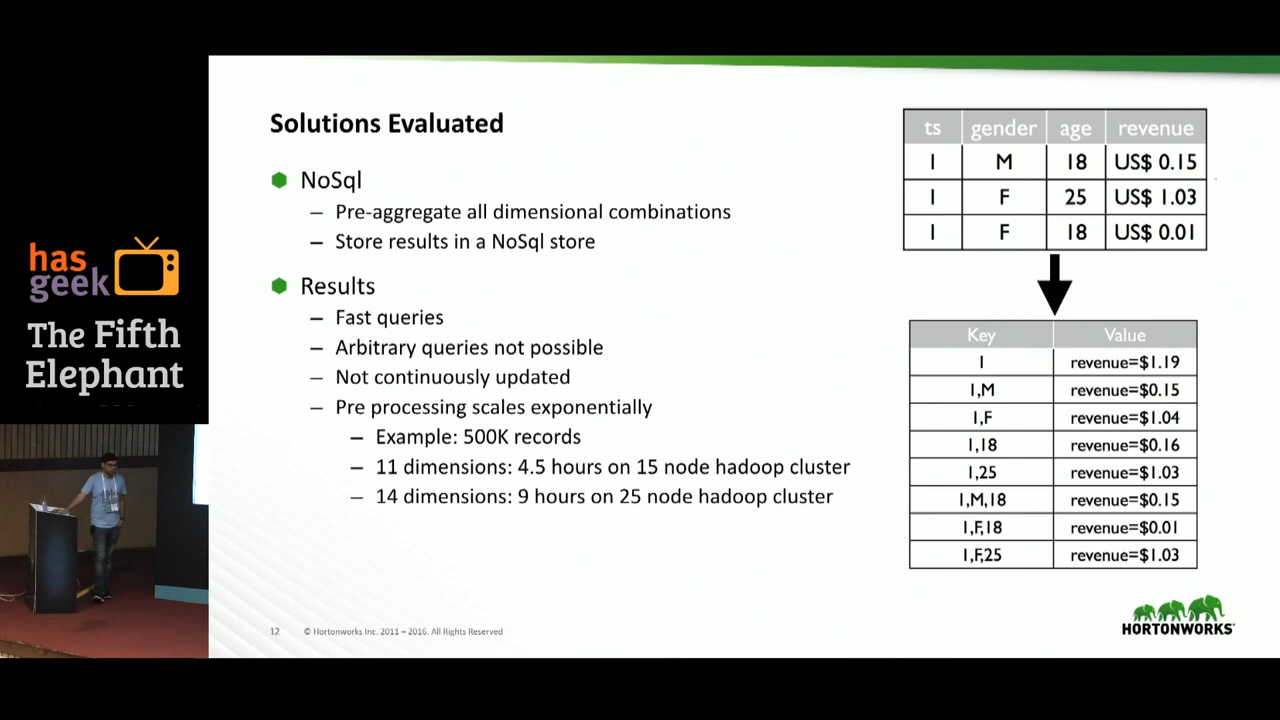 has
geek
The Fifth
Elephant
Solutions Evaluated
NoSql
– Pre-aggregate all dimensional combinations
– Store results in a NoSql store
Results
– Fast queries
– Arbitrary queries not possible
– Not continuously updated
– Pre processing scales exponentially
– Example: 500K records
– 11 dimensions: 4.5 hours on 15 node hadoop cluster
– 14 dimensions: 9 hours on 25 node hadoop cluster
ts gender age revenue
1 M 18 US$ 0.15
1 F 25 US$ 1.03
1 F 18 US$ 0.01
Key Value
1 revenue=$1.19
1,M revenue=$0.15
1,F revenue=$1.04
1,18 revenue=$0.16
1,25 revenue=$1.03
1,M,18 revenue=$0.15
1,F,18 revenue=$0.01
1,F,25 revenue=$1.03
12 © Hortonworks Inc. 2011 – 2016. All Rights Reserved
HORTONWORKS